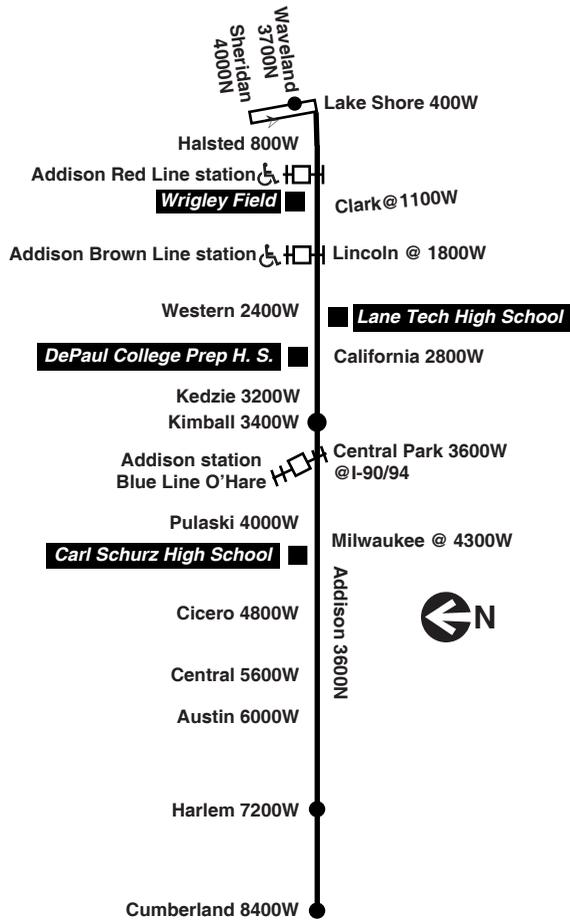 Sheridan
4000N
Waveland
3700N
Lake Shore 400W
Halsted 800W
Addison Red Line station
Wrigley Field
Clark@1100W
Addison Brown Line station
Lincoln @ 1800W
Western 2400W
Lane Tech High School
DePaul College Prep H. S.
California 2800W
Kedzie 3200W
Kimball 3400W
Central Park 3600W
@I-90/94
Addison station
Blue Line O'Hare
Pulaski 4000W
Milwaukee @ 4300W
Carl Schurz High School
Addison 3600N
Cicero 4800W
N
Central 5600W
Austin 6000W
Harlem 7200W
Cumberland 8400W